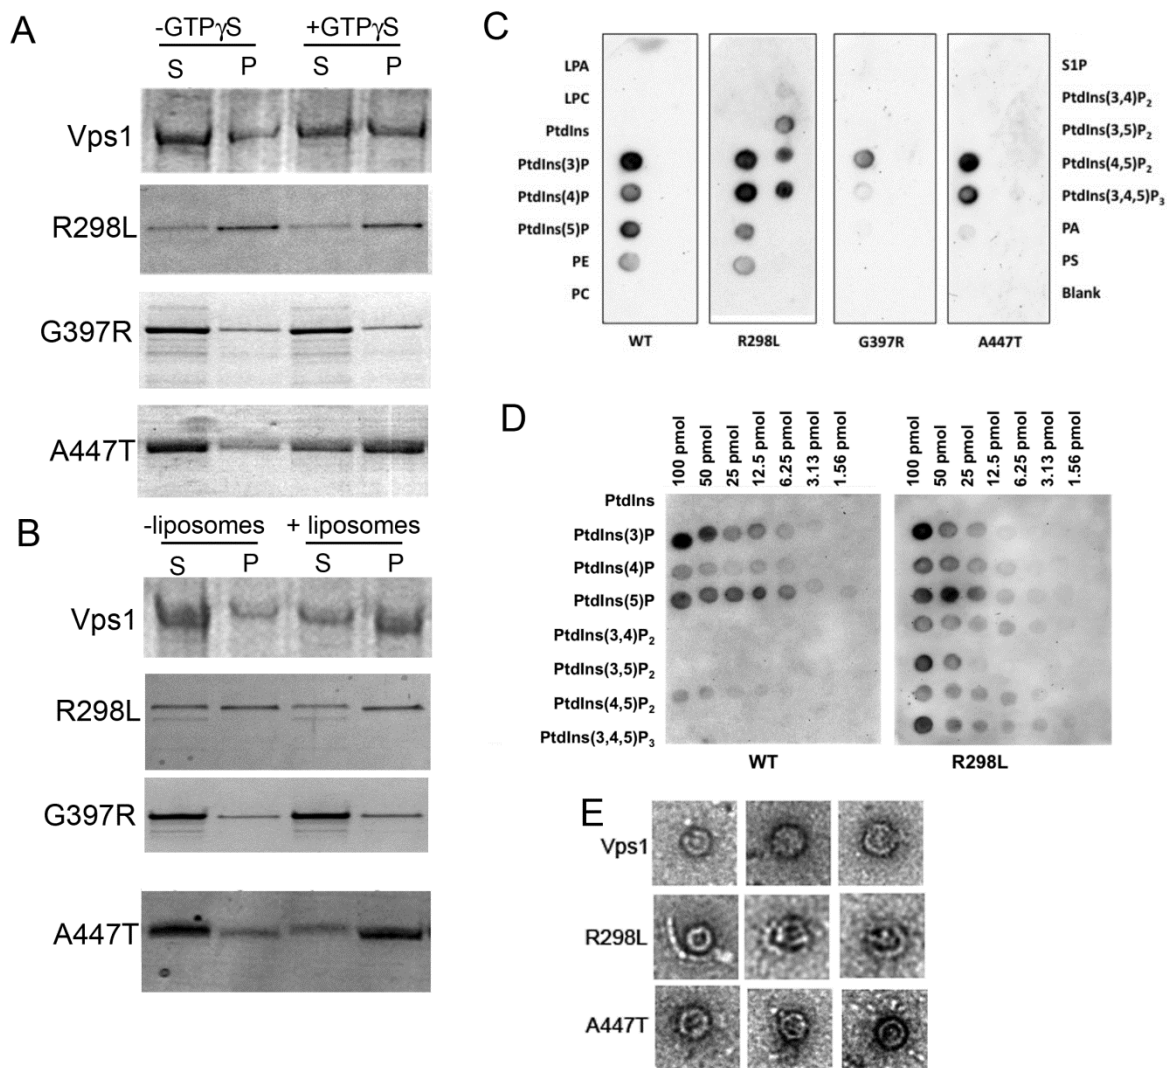 A
-GTPγS +GTPγS
S P S P
Vps1
R298L
G397R
A447T
B
-liposomes + liposomes
S P S P
Vps1
R298L
G397R
A447T
C
LPA
LPC
PtdIns
PtdIns(3)P
PtdIns(4)P
PtdIns(5)P
PE
PC
S1P
PtdIns(3,4)P₂
PtdIns(3,5)P₂
PtdIns(4,5)P₂
PtdIns(3,4,5)P₃
PA
PS
Blank
WT R298L G397R A447T
D
100 pmol
50 pmol
25 pmol
12.5 pmol
6.25 pmol
3.13 pmol
1.56 pmol
100 pmol
50 pmol
25 pmol
12.5 pmol
6.25 pmol
3.13 pmol
1.56 pmol
PtdIns
PtdIns(3)P
PtdIns(4)P
PtdIns(5)P
PtdIns(3,4)P₂
PtdIns(3,5)P₂
PtdIns(4,5)P₂
PtdIns(3,4,5)P₃
WT R298L
E
Vps1
R298L
A447T